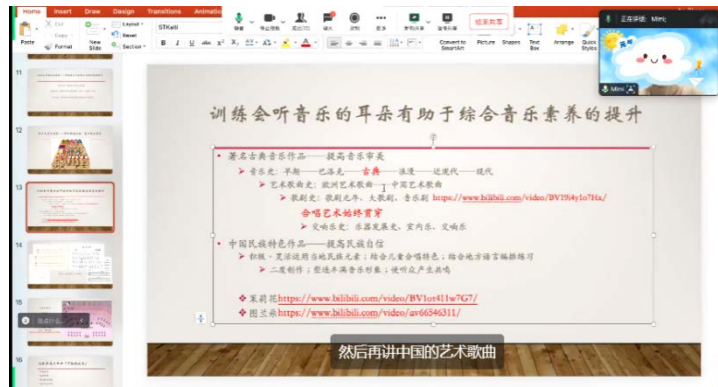 Home Insert Draw Design Transitions Animatio
Paste
Format
New Slide
Layout
Reset
Section
STKaiti
结束共享
Convert to SmartArt
Picture
Shapes
Text Box
Arrange
Quick Styles
正在讲话: Mimi;
Mimi
11
12
13
14
15
16
训练会听音乐的耳朵有助于综合音乐素养的提升
• 著名古典音乐作品——提高音乐审美
➤ 音乐史：早期——巴洛克——古典——浪漫——近现代——现代
➤ 艺术歌曲史：欧洲艺术歌曲——中国艺术歌曲
➤ 歌剧史：歌剧元年、大歌剧、音乐剧 https://www.bilibili.com/video/BV19i4y1o7Ha/
合唱艺术始终贯穿
➤ 交响乐史：乐器发展史、室内乐、交响乐
• 中国民族特色作品——提高民族自信
➤ 积极、灵活运用当地民族元素；结合儿童合唱特色；结合地方语言编排练习
➤ 二度创作；塑造丰满音乐形象；使听众产生共鸣
❖ 茉莉花https://www.bilibili.com/video/BV1ot411w7G7/
❖ 图兰朵https://www.bilibili.com/video/av66546311/
然后再讲中国的艺术歌曲